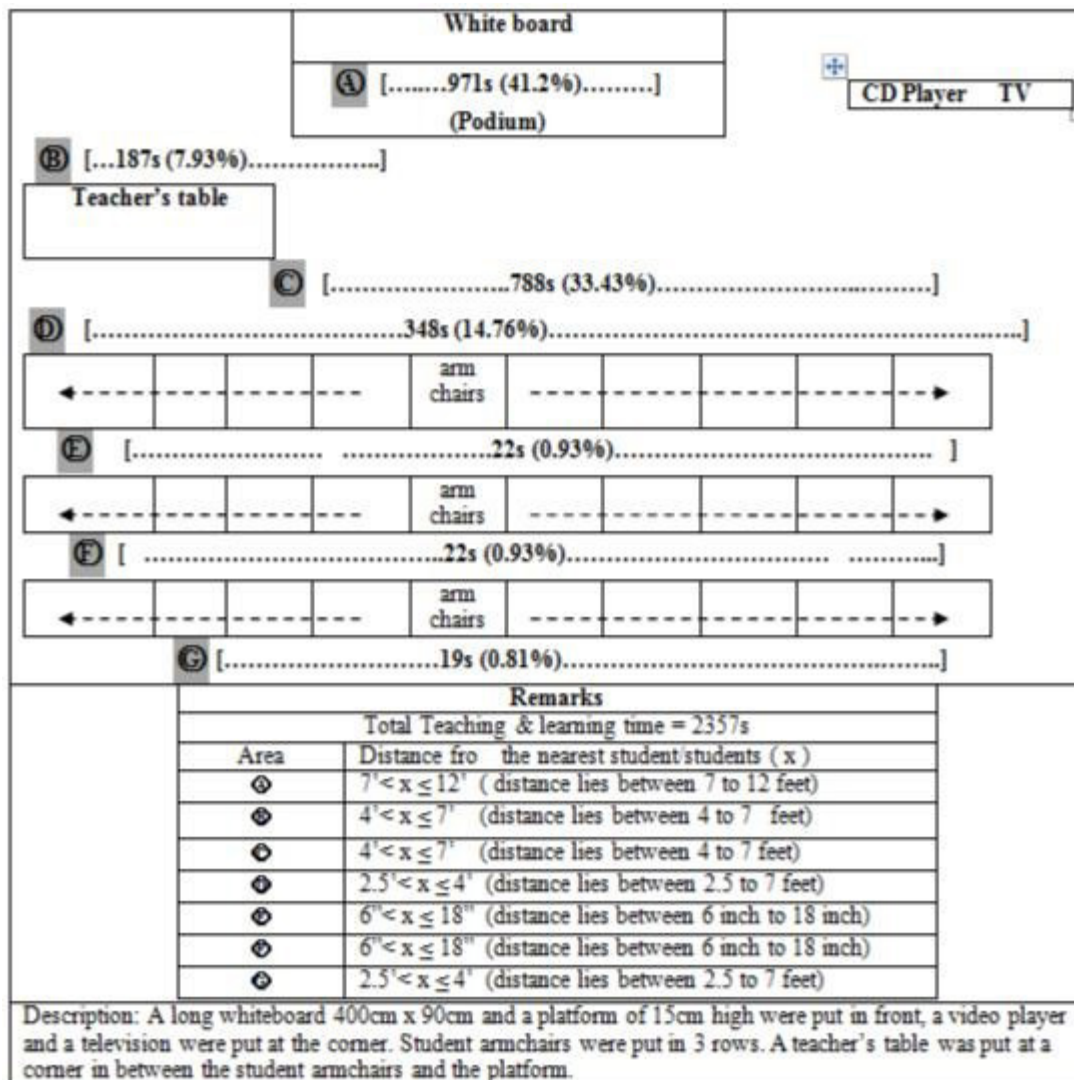 White board
Ⓐ [........971s (41.2%).........]
(Podium)
CD Player TV
Ⓑ [...187s (7.93%)..................]
Teacher's table
Ⓒ [.......................788s (33.43%)....................................]
Ⓓ [.......................................348s (14.76%)..........................................................]
arm
chairs
Ⓔ [....................... ...................22s (0.93%)....................................... ]
arm
chairs
Ⓕ [ .....................................22s (0.93%)................................ ...........]
arm
chairs
Ⓖ [...........................19s (0.81%)..............................................]
Remarks
Total Teaching & learning time = 2357s
Area Distance fro the nearest student/students ( x )
Ⓐ 7'< x ≤ 12' ( distance lies between 7 to 12 feet)
4'< x ≤ 7' (distance lies between 4 to 7 feet)
4'< x ≤ 7' (distance lies between 4 to 7 feet)
2.5'< x ≤ 4' (distance lies between 2.5 to 7 feet)
6"< x ≤ 18" (distance lies between 6 inch to 18 inch)
6"< x ≤ 18" (distance lies between 6 inch to 18 inch)
2.5'< x ≤ 4' (distance lies between 2.5 to 7 feet)
Description: A long whiteboard 400cm x 90cm and a platform of 15cm high were put in front, a video player
and a television were put at the corner. Student armchairs were put in 3 rows. A teacher's table was put at a
corner in between the student armchairs and the platform.